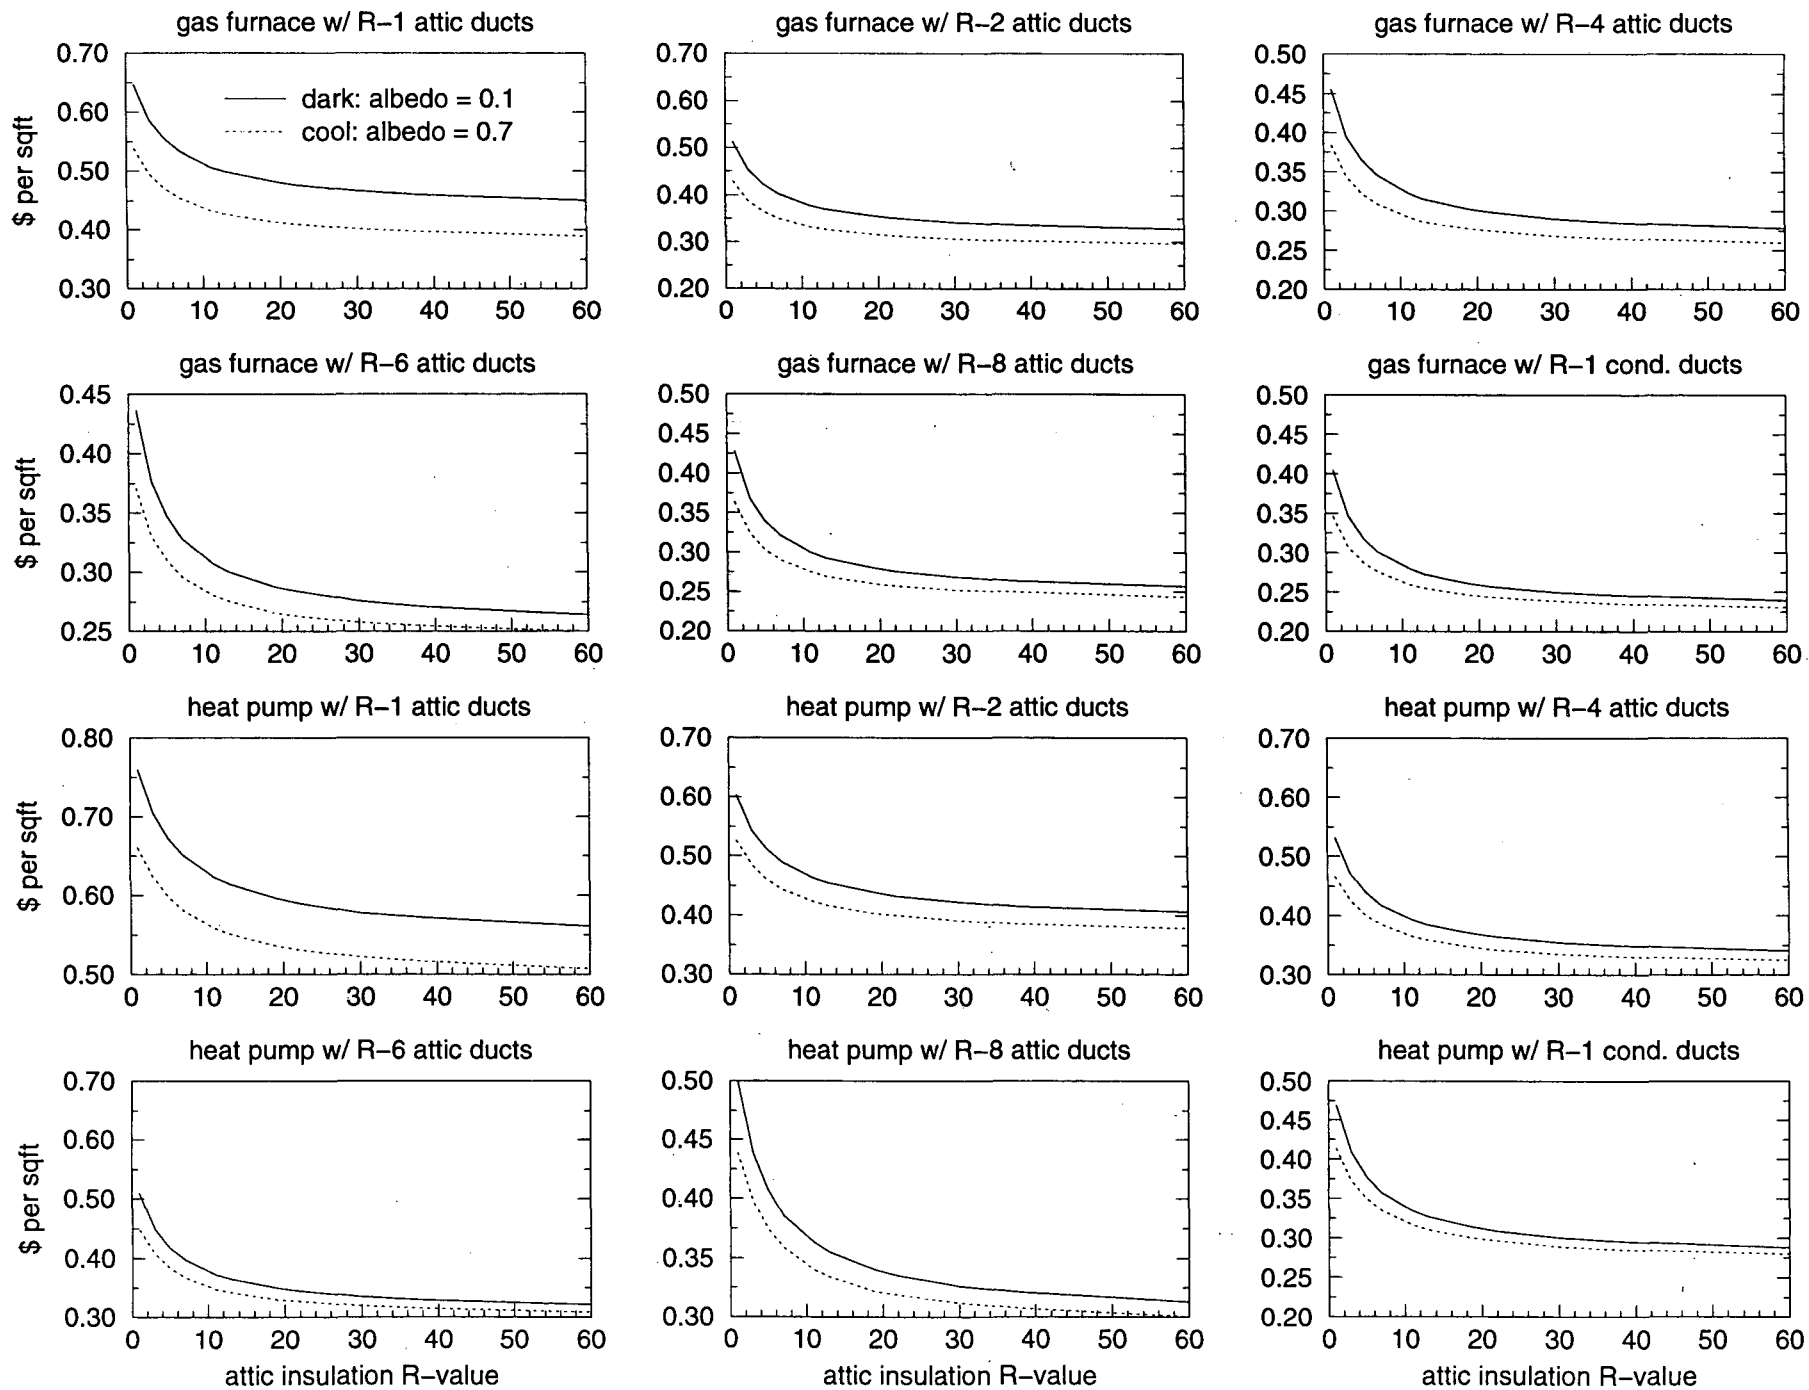 gas furnace w/ R−1 attic ducts
0.70
0.60
0.50
0.40
0.30
$ per sqft
dark: albedo = 0.1
cool: albedo = 0.7
0 10 20 30 40 50 60
gas furnace w/ R−2 attic ducts
0.70
0.60
0.50
0.40
0.30
0.20
0 10 20 30 40 50 60
gas furnace w/ R−4 attic ducts
0.50
0.45
0.40
0.35
0.30
0.25
0.20
0 10 20 30 40 50 60
gas furnace w/ R−6 attic ducts
0.45
0.40
0.35
0.30
0.25
$ per sqft
0 10 20 30 40 50 60
gas furnace w/ R−8 attic ducts
0.50
0.45
0.40
0.35
0.30
0.25
0.20
0 10 20 30 40 50 60
gas furnace w/ R−1 cond. ducts
0.50
0.45
0.40
0.35
0.30
0.25
0.20
0 10 20 30 40 50 60
heat pump w/ R−1 attic ducts
0.80
0.70
0.60
0.50
$ per sqft
0 10 20 30 40 50 60
heat pump w/ R−2 attic ducts
0.70
0.60
0.50
0.40
0.30
0 10 20 30 40 50 60
heat pump w/ R−4 attic ducts
0.70
0.60
0.50
0.40
0.30
0 10 20 30 40 50 60
heat pump w/ R−6 attic ducts
0.70
0.60
0.50
0.40
0.30
$ per sqft
0 10 20 30 40 50 60
attic insulation R−value
heat pump w/ R−8 attic ducts
0.50
0.45
0.40
0.35
0.30
0 10 20 30 40 50 60
attic insulation R−value
heat pump w/ R−1 cond. ducts
0.50
0.45
0.40
0.35
0.30
0.25
0.20
0 10 20 30 40 50 60
attic insulation R−value